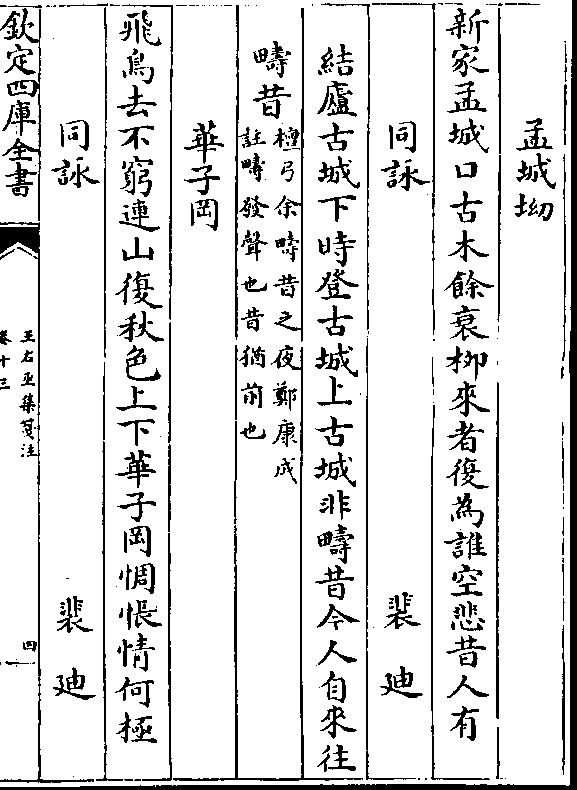 孟城坳
新家孟城口古木餘衰柳來者復為誰空悲昔人有
同詠　裴廸
結廬古城下時登古城上古城非疇昔今人自來往
疇昔檀弓余疇昔之夜鄭康成
註疇發聲也昔猶前也
華子岡
飛鳥去不窮連山復秋色上下華子岡惆悵情何極
同詠　裴廸
欽定四庫全書
王右丞集箋注
卷十三
四